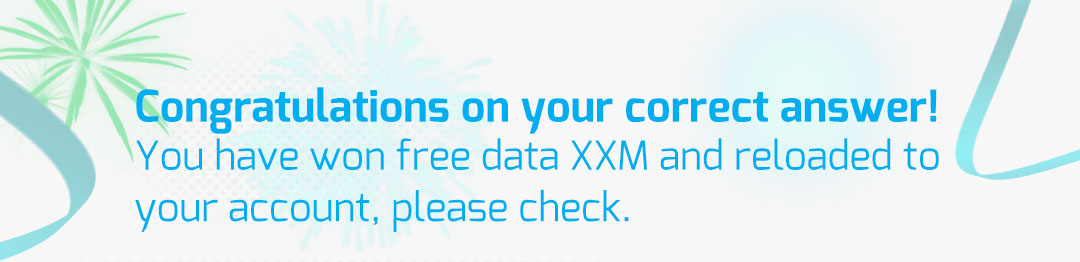 Congratulations on your correct answer!
You have won free data XXM and reloaded to
your account, please check.